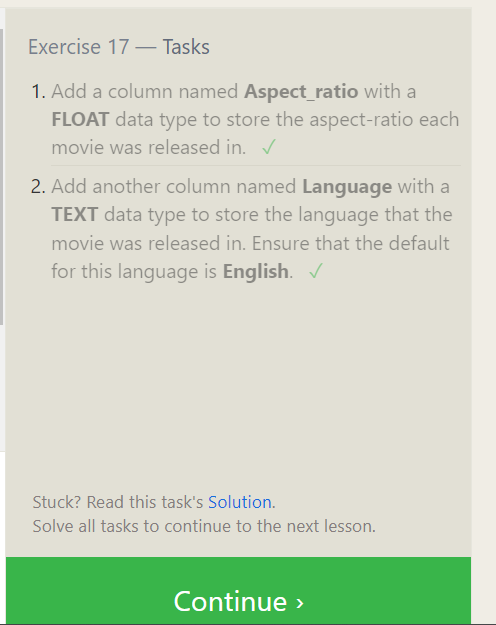 Exercise 17 — Tasks
1. Add a column named Aspect_ratio with a
FLOAT data type to store the aspect-ratio each
movie was released in. ✓
2. Add another column named Language with a
TEXT data type to store the language that the
movie was released in. Ensure that the default
for this language is English. ✓
Stuck? Read this task's Solution.
Solve all tasks to continue to the next lesson.
Continue ›